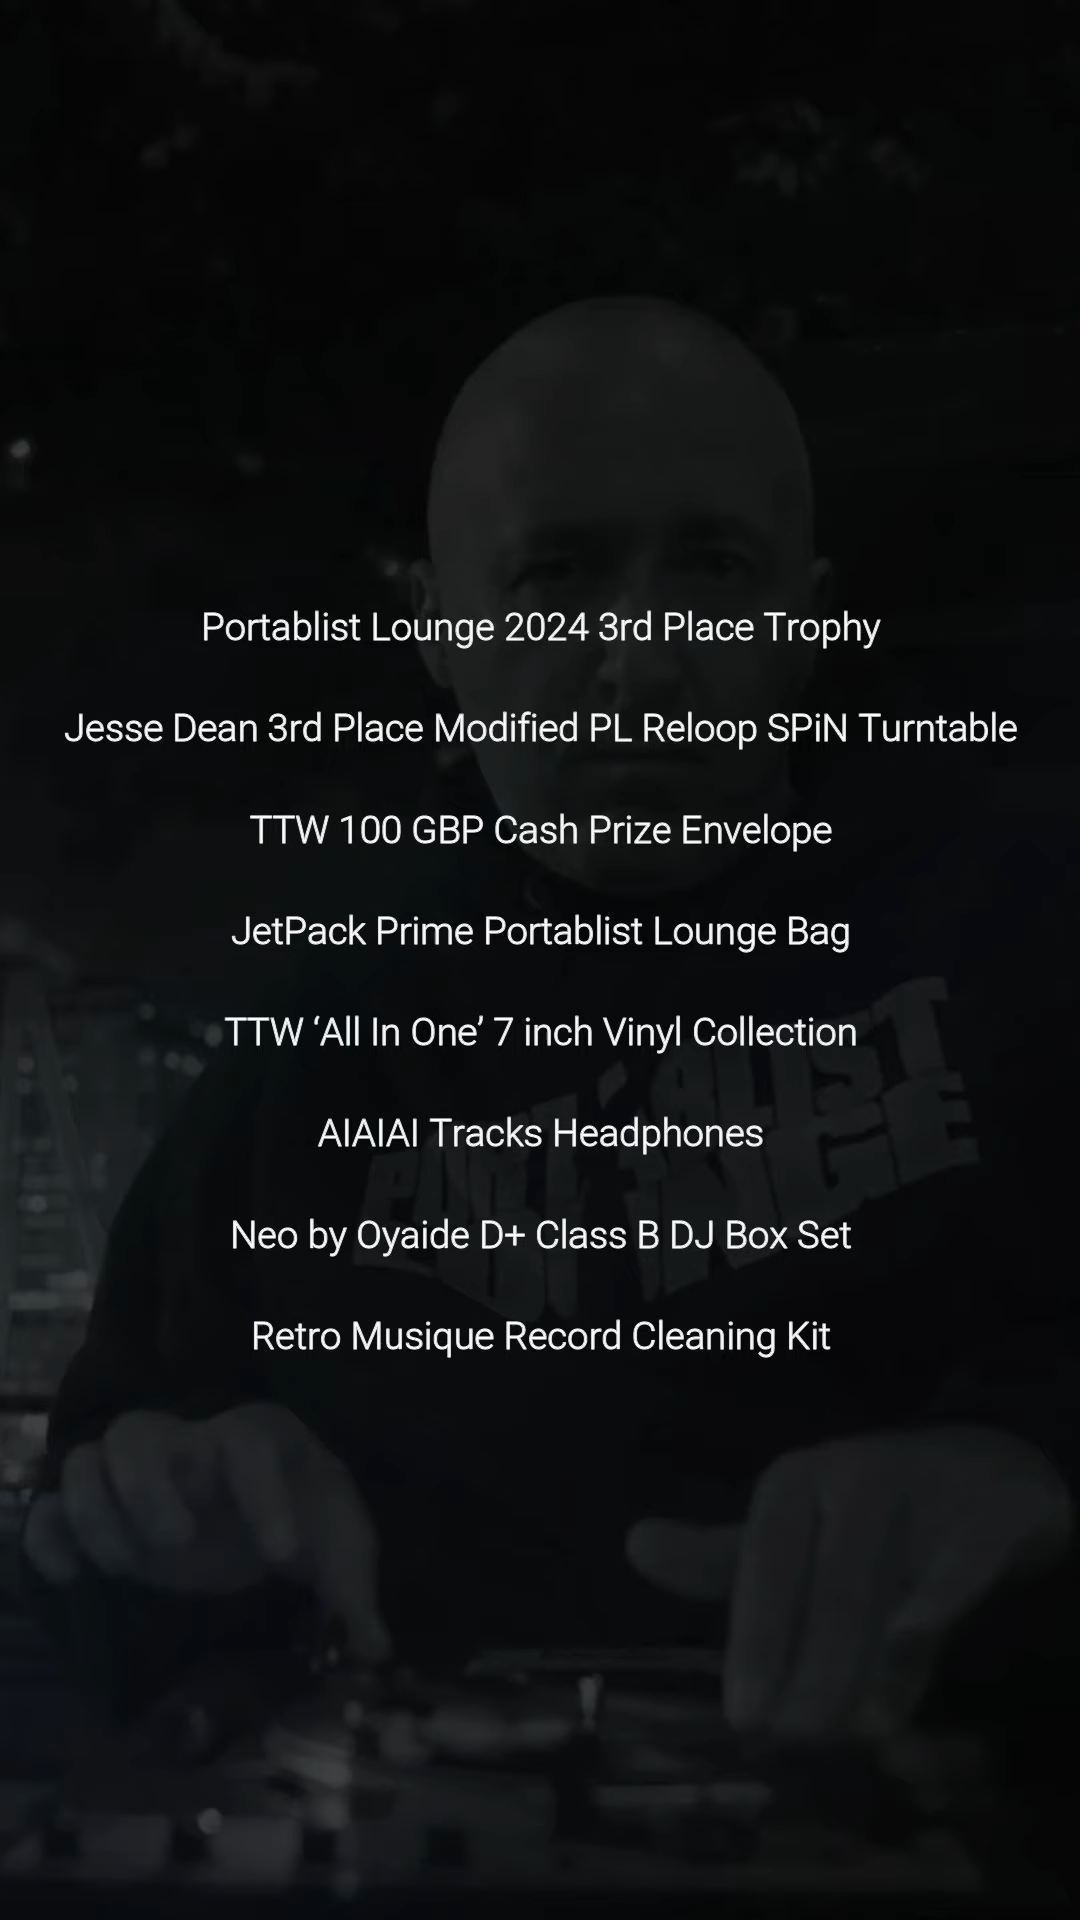 Portablist Lounge 2024 3rd Place Trophy
Jesse Dean 3rd Place Modified PL Reloop SPiN Turntable
TTW 100 GBP Cash Prize Envelope
JetPack Prime Portablist Lounge Bag
TTW ‘All In One’ 7 inch Vinyl Collection
AIAIAI Tracks Headphones
Neo by Oyaide D+ Class B DJ Box Set
Retro Musique Record Cleaning Kit
PORTABLIST
LOUNGE